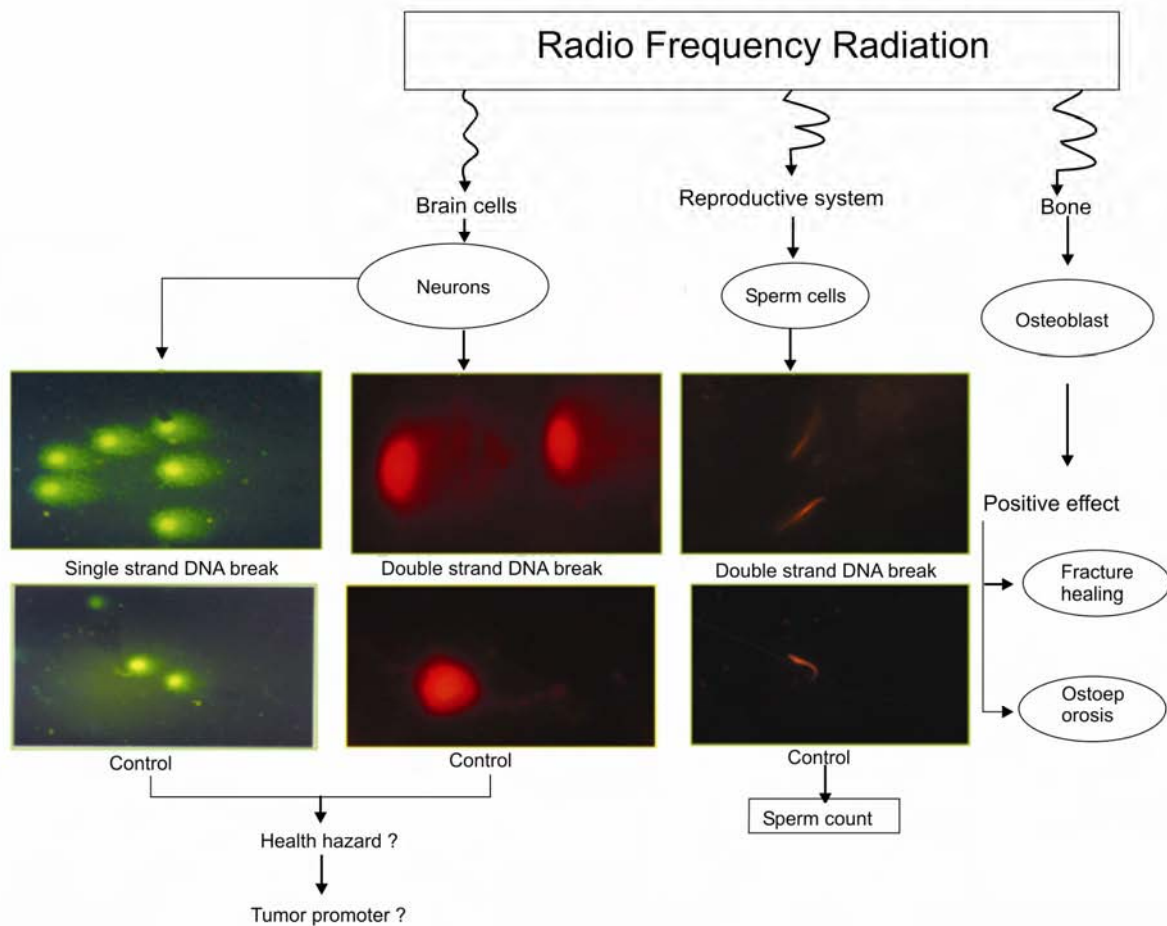 Radio Frequency Radiation
Brain cells
Reproductive system
Bone
Neurons
Sperm cells
Osteoblast
Positive effect
Single strand DNA break
Double strand DNA break
Double strand DNA break
Fracture
healing
Ostoep
orosis
Control
Control
Control
Sperm count
Health hazard ?
Tumor promoter ?